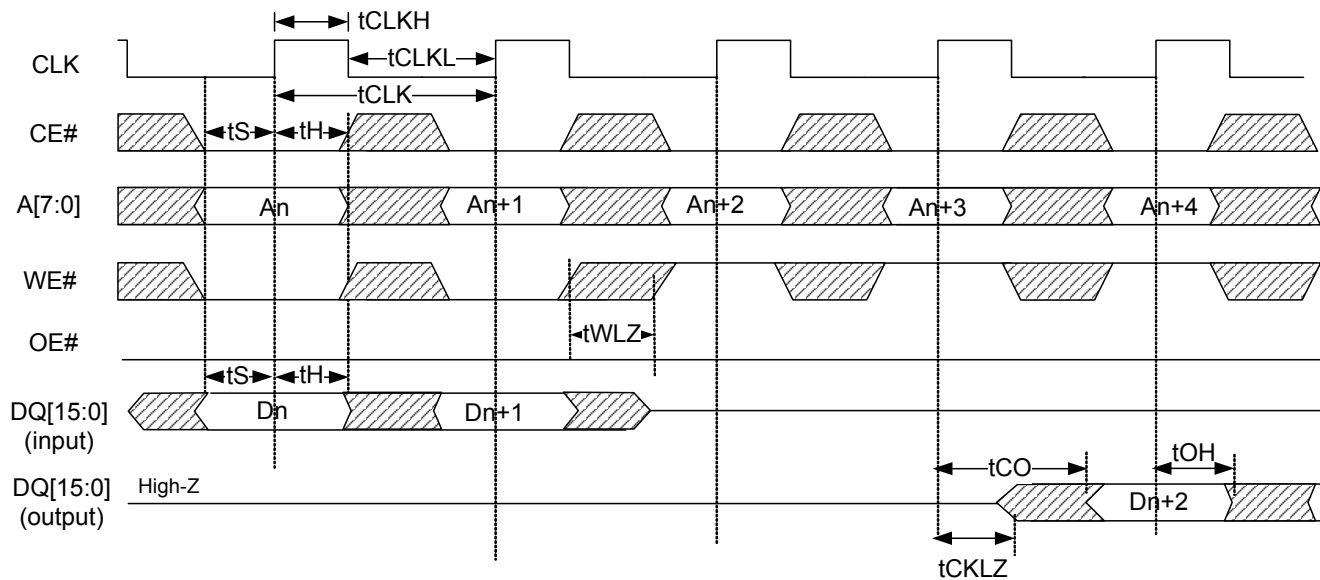 tCLKH
CLK
tCLKL
tCLK
CE#
tS
tH
A[7:0]
An
An+1
An+2
An+3
An+4
WE#
tWLZ
OE#
tS
tH
DQ[15:0]
(input)
Dn
Dn+1
tCO
tOH
DQ[15:0]
(output)
High-Z
Dn+2
tCKLZ